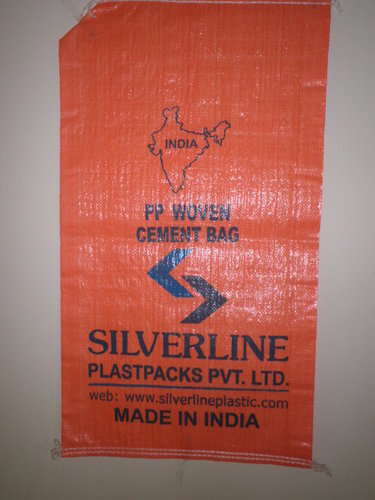 INDIA
PP WOVEN
CEMENT BAG
SILVERLINE
PLASTPACKS PVT. LTD.
web: www.silverlineplastic.com
MADE IN INDIA